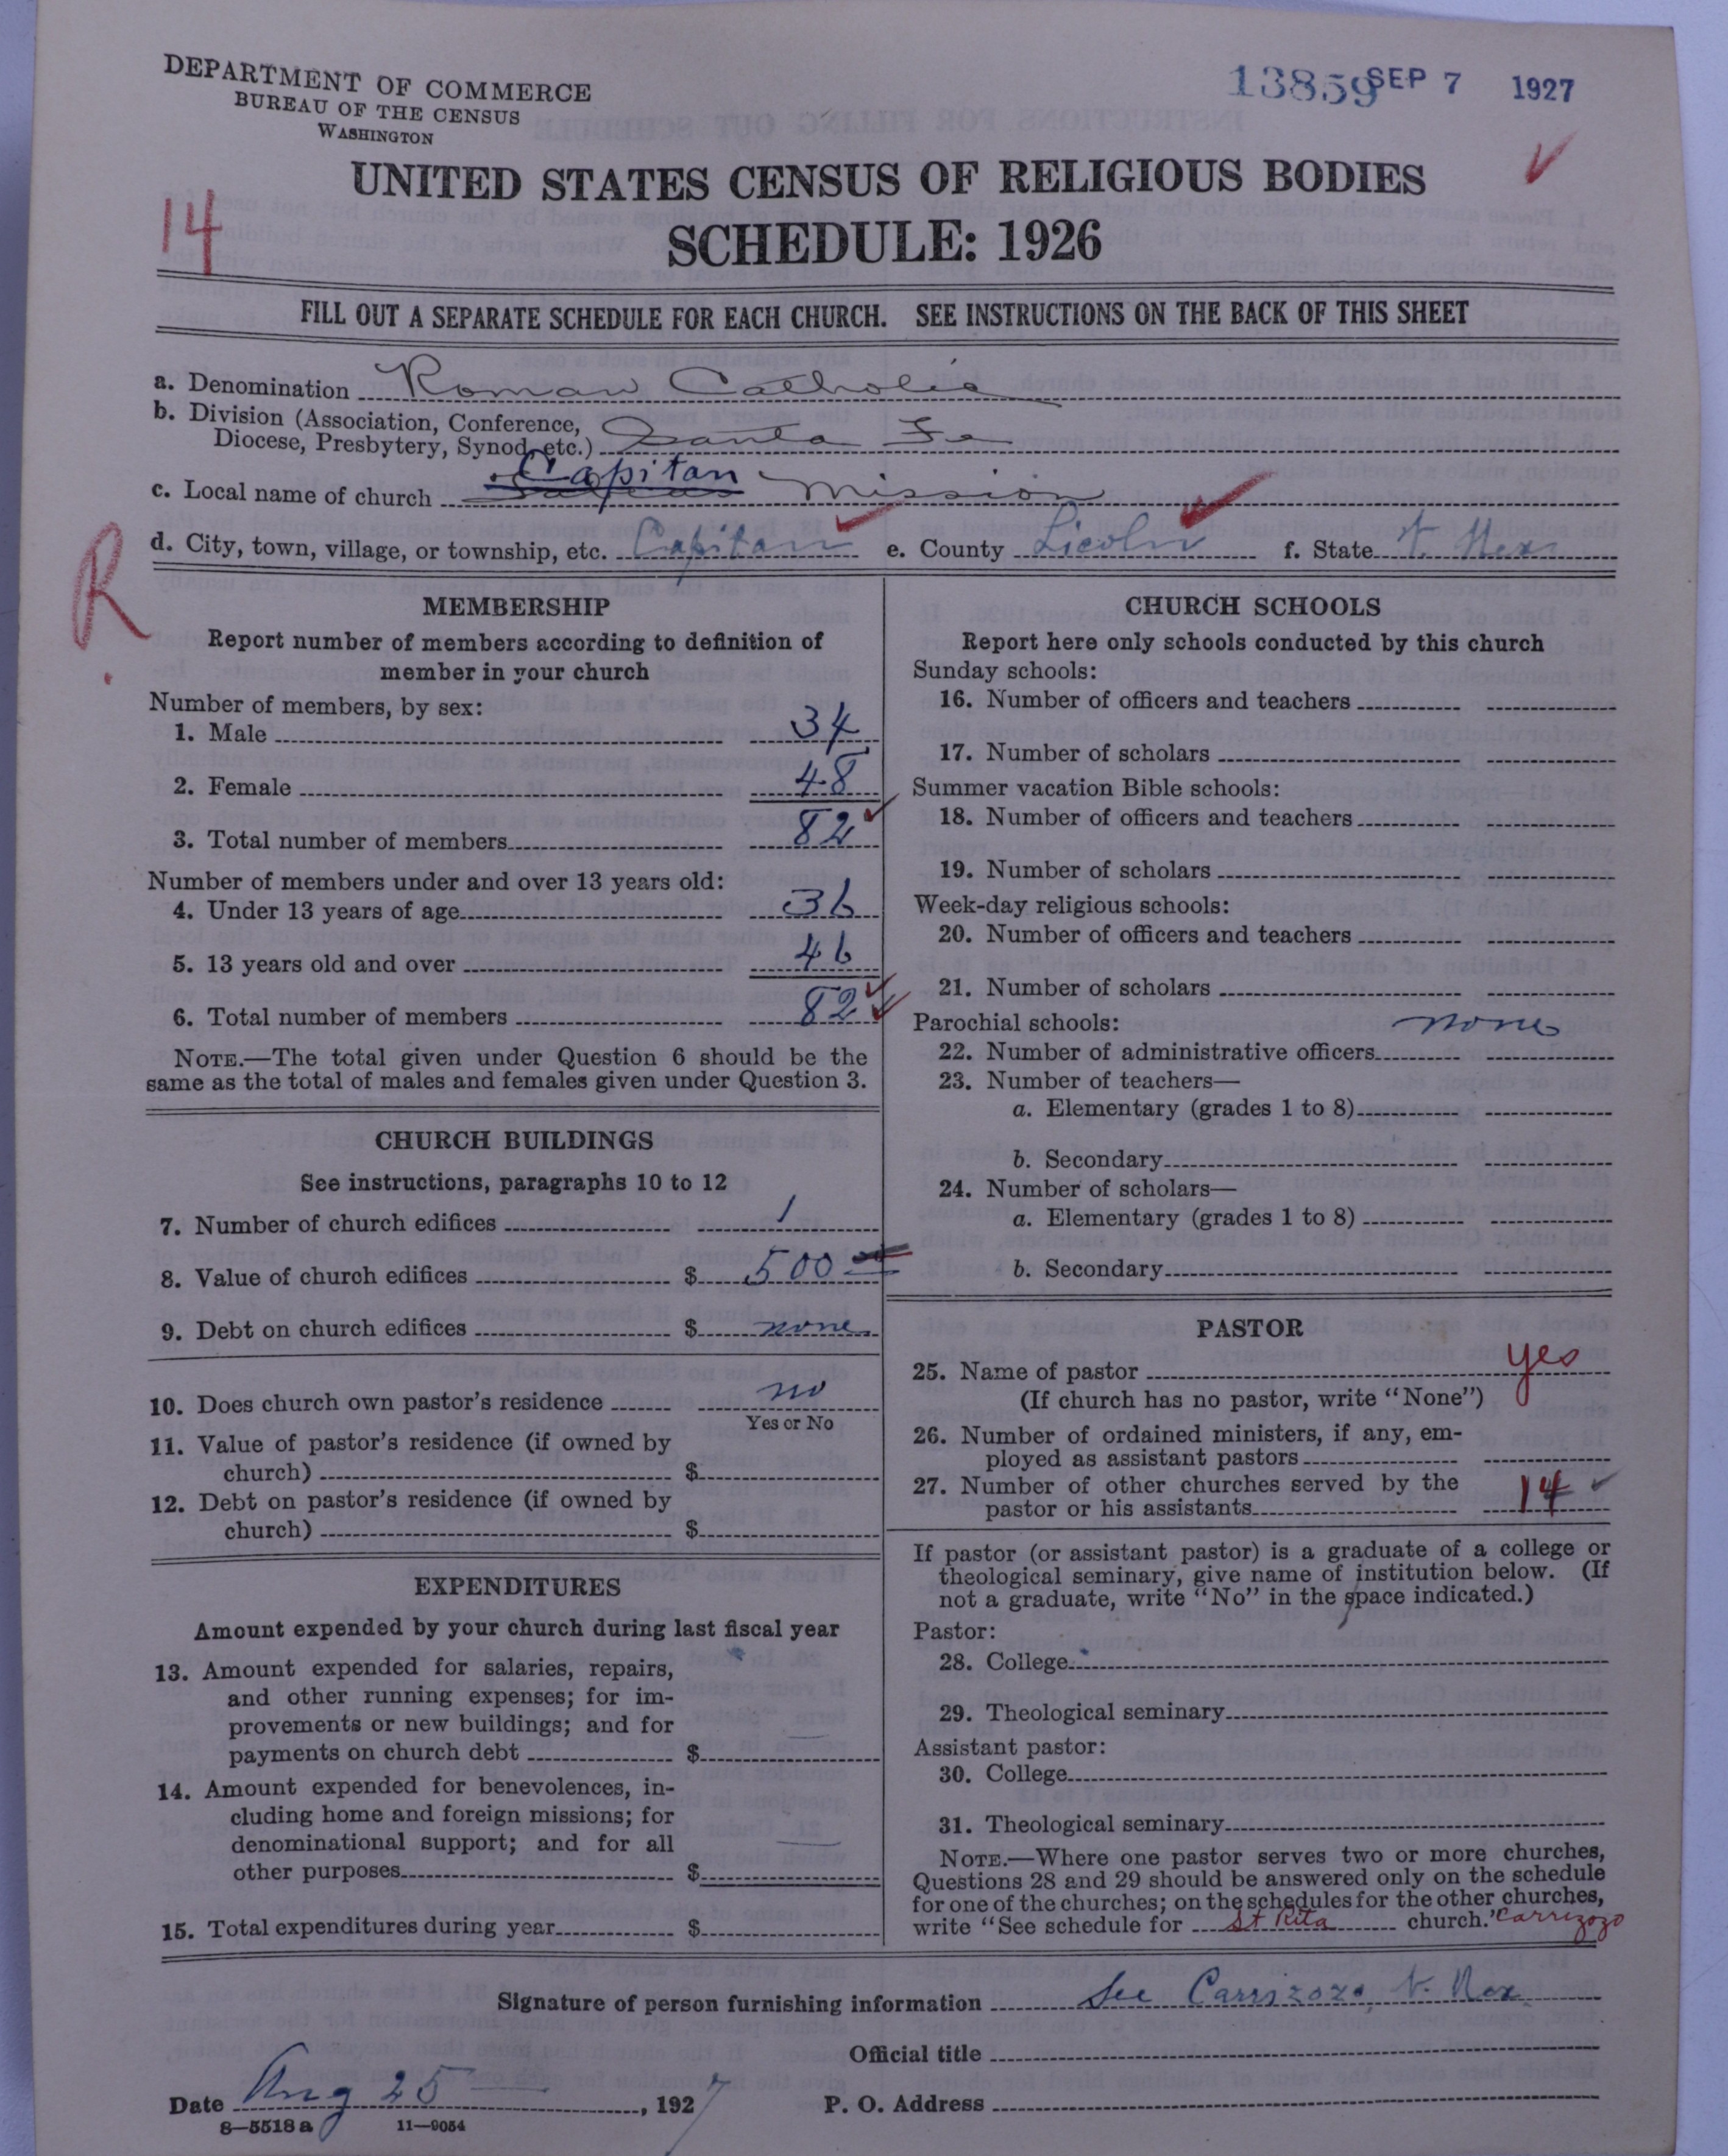 DEPARTMENT OF COMMERCE
BUREAU OF THE CENSUS
WASHINGTON
13859 SEP 7 1927
UNITED STATES CENSUS OF RELIGIOUS BODIES
14
SCHEDULE: 1926
FILL OUT A SEPARATE SCHEDULE FOR EACH CHURCH. SEE INSTRUCTIONS ON THE BACK OF THIS SHEET
a. Denomination Roman Catholic
b. Division (Association, Conference,
Diocese, Presbytery, Synod, etc.) Santa Fe
c. Local name of church Capitan Mission
d. City, town, village, or township, etc. Capitan e. County Licoln f. State N. Mex
R.
MEMBERSHIP
Report number of members according to definition of
member in your church
Number of members, by sex:
1. Male 34
2. Female 48
3. Total number of members 82
Number of members under and over 13 years old:
4. Under 13 years of age 36
5. 13 years old and over 46
6. Total number of members 82
NOTE.—The total given under Question 6 should be the
same as the total of males and females given under Question 3.
CHURCH BUILDINGS
See instructions, paragraphs 10 to 12
7. Number of church edifices 1
8. Value of church edifices $ 500
9. Debt on church edifices $ none
10. Does church own pastor's residence no
Yes or No
11. Value of pastor's residence (if owned by
church) $
12. Debt on pastor's residence (if owned by
church) $
EXPENDITURES
Amount expended by your church during last fiscal year
13. Amount expended for salaries, repairs,
and other running expenses; for im-
provements or new buildings; and for
payments on church debt $
14. Amount expended for benevolences, in-
cluding home and foreign missions; for
denominational support; and for all
other purposes $
15. Total expenditures during year $
CHURCH SCHOOLS
Report here only schools conducted by this church
Sunday schools:
16. Number of officers and teachers
17. Number of scholars
Summer vacation Bible schools:
18. Number of officers and teachers
19. Number of scholars
Week-day religious schools:
20. Number of officers and teachers
21. Number of scholars
Parochial schools: none
22. Number of administrative officers
23. Number of teachers—
a. Elementary (grades 1 to 8)
b. Secondary
24. Number of scholars—
a. Elementary (grades 1 to 8)
b. Secondary
PASTOR
25. Name of pastor yes
(If church has no pastor, write "None")
26. Number of ordained ministers, if any, em-
ployed as assistant pastors
27. Number of other churches served by the
pastor or his assistants 14
If pastor (or assistant pastor) is a graduate of a college or
theological seminary, give name of institution below. (If
not a graduate, write "No" in the space indicated.)
Pastor:
28. College
29. Theological seminary
Assistant pastor:
30. College
31. Theological seminary
NOTE.—Where one pastor serves two or more churches,
Questions 28 and 29 should be answered only on the schedule
for one of the churches; on the schedules for the other churches,
write "See schedule for St Rita church." Carrizozo
Signature of person furnishing information See Carrizozo, N. Mex
Official title
Date Aug 25, 1927 P. O. Address
8—5518 a 11—9054